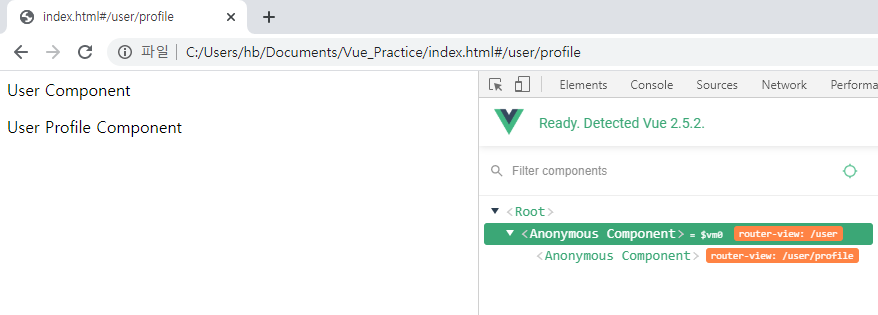 index.html#/user/profile
파일 C:/Users/hb/Documents/Vue_Practice/index.html#/user/profile
User Component
User Profile Component
Elements Console Sources Network Performa
Ready. Detected Vue 2.5.2.
Filter components
<Root>
<Anonymous Component> = $vm0 router-view: /user
<Anonymous Component> router-view: /user/profile